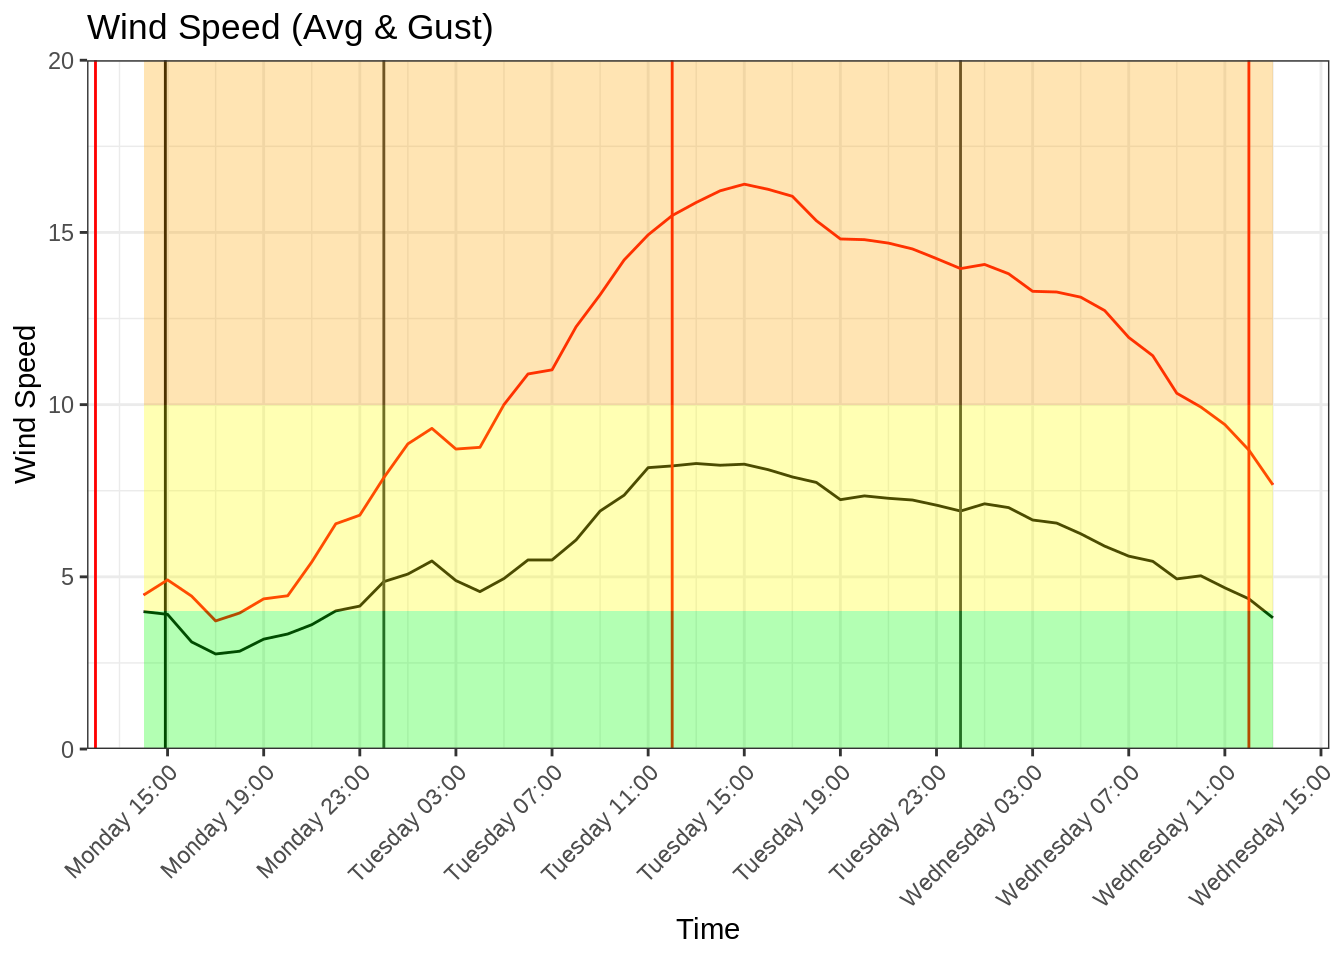 Wind Speed (Avg & Gust)
20
15
10
5
0
Wind Speed
Monday 15:00
Monday 19:00
Monday 23:00
Tuesday 03:00
Tuesday 07:00
Tuesday 11:00
Tuesday 15:00
Tuesday 19:00
Tuesday 23:00
Wednesday 03:00
Wednesday 07:00
Wednesday 11:00
Wednesday 15:00
Time